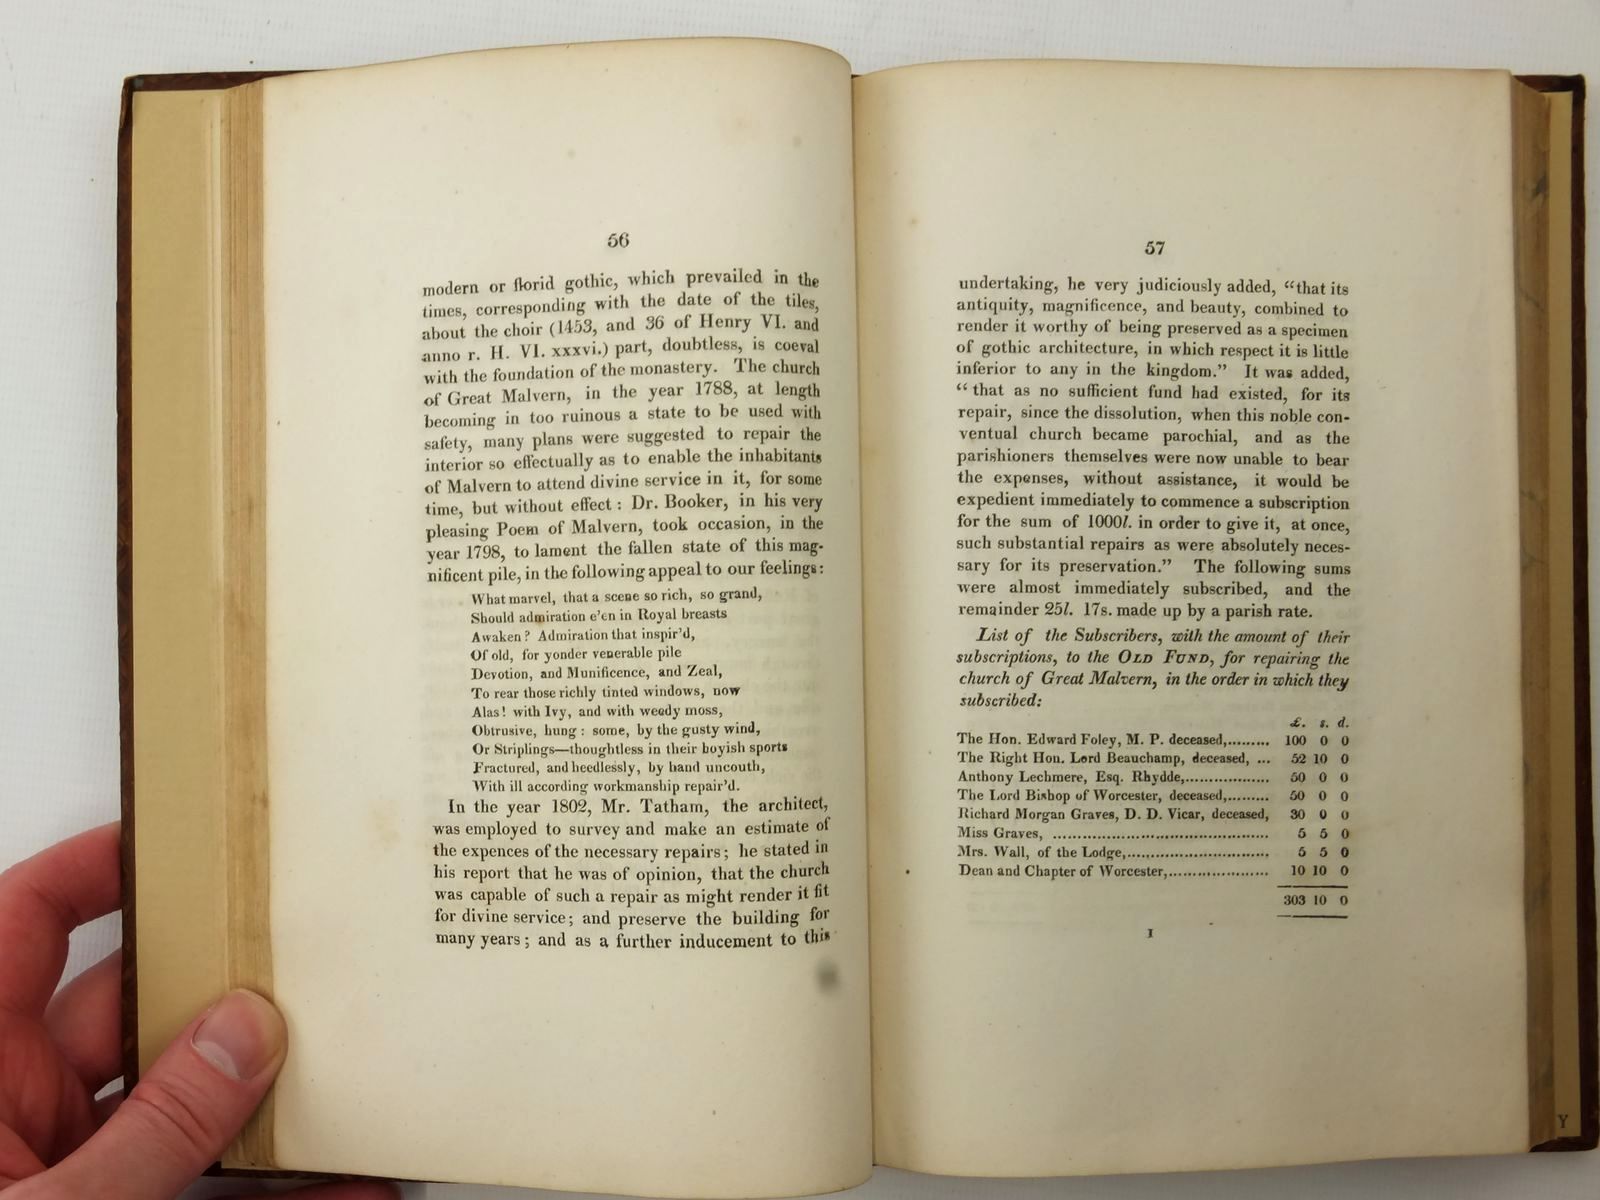 56
modern or florid gothic, which prevailed in the
times, corresponding with the date of the tiles,
about the choir (1453, and 36 of Henry VI. and
anno r. H. VI. xxxvi.) part, doubtless, is coeval
with the foundation of the monastery. The church
of Great Malvern, in the year 1788, at length
becoming in too ruinous a state to be used with
safety, many plans were suggested to repair the
interior so effectually as to enable the inhabitants
of Malvern to attend divine service in it, for some
time, but without effect : Dr. Booker, in his very
pleasing Poem of Malvern, took occasion, in the
year 1798, to lament the fallen state of this mag-
nificent pile, in the following appeal to our feelings:
What marvel, that a scene so rich, so grand,
Should admiration e'en in Royal breasts
Awaken? Admiration that inspir'd,
Of old, for yonder venerable pile
Devotion, and Munificence, and Zeal,
To rear those richly tinted windows, now
Alas! with Ivy, and with weedy moss,
Obtrusive, hung : some, by the gusty wind,
Or Striplings—thoughtless in their boyish sports
Fractured, and heedlessly, by hand uncouth,
With ill according workmanship repair'd.
In the year 1802, Mr. Tatham, the architect,
was employed to survey and make an estimate of
the expences of the necessary repairs; he stated in
his report that he was of opinion, that the church
was capable of such a repair as might render it fit
for divine service; and preserve the building for
many years; and as a further inducement to this
57
undertaking, he very judiciously added, “that its
antiquity, magnificence, and beauty, combined to
render it worthy of being preserved as a specimen
of gothic architecture, in which respect it is little
inferior to any in the kingdom.” It was added,
“ that as no sufficient fund had existed, for its
repair, since the dissolution, when this noble con-
ventual church became parochial, and as the
parishioners themselves were now unable to bear
the expenses, without assistance, it would be
expedient immediately to commence a subscription
for the sum of 1000l. in order to give it, at once,
such substantial repairs as were absolutely neces-
sary for its preservation.” The following sums
were almost immediately subscribed, and the
remainder 25l. 17s. made up by a parish rate.
List of the Subscribers, with the amount of their
subscriptions, to the OLD FUND, for repairing the
church of Great Malvern, in the order in which they
subscribed:
£. s. d.
The Hon. Edward Foley, M. P. deceased,......... 100 0 0
The Right Hon. Lord Beauchamp, deceased, ... 52 10 0
Anthony Lechmere, Esq. Rhydde,.................. 50 0 0
The Lord Bishop of Worcester, deceased,......... 50 0 0
Richard Morgan Graves, D. D. Vicar, deceased, 30 0 0
Miss Graves, ............................................. 5 5 0
Mrs. Wall, of the Lodge,.............................. 5 5 0
Dean and Chapter of Worcester,..................... 10 10 0
303 10 0
I
Y